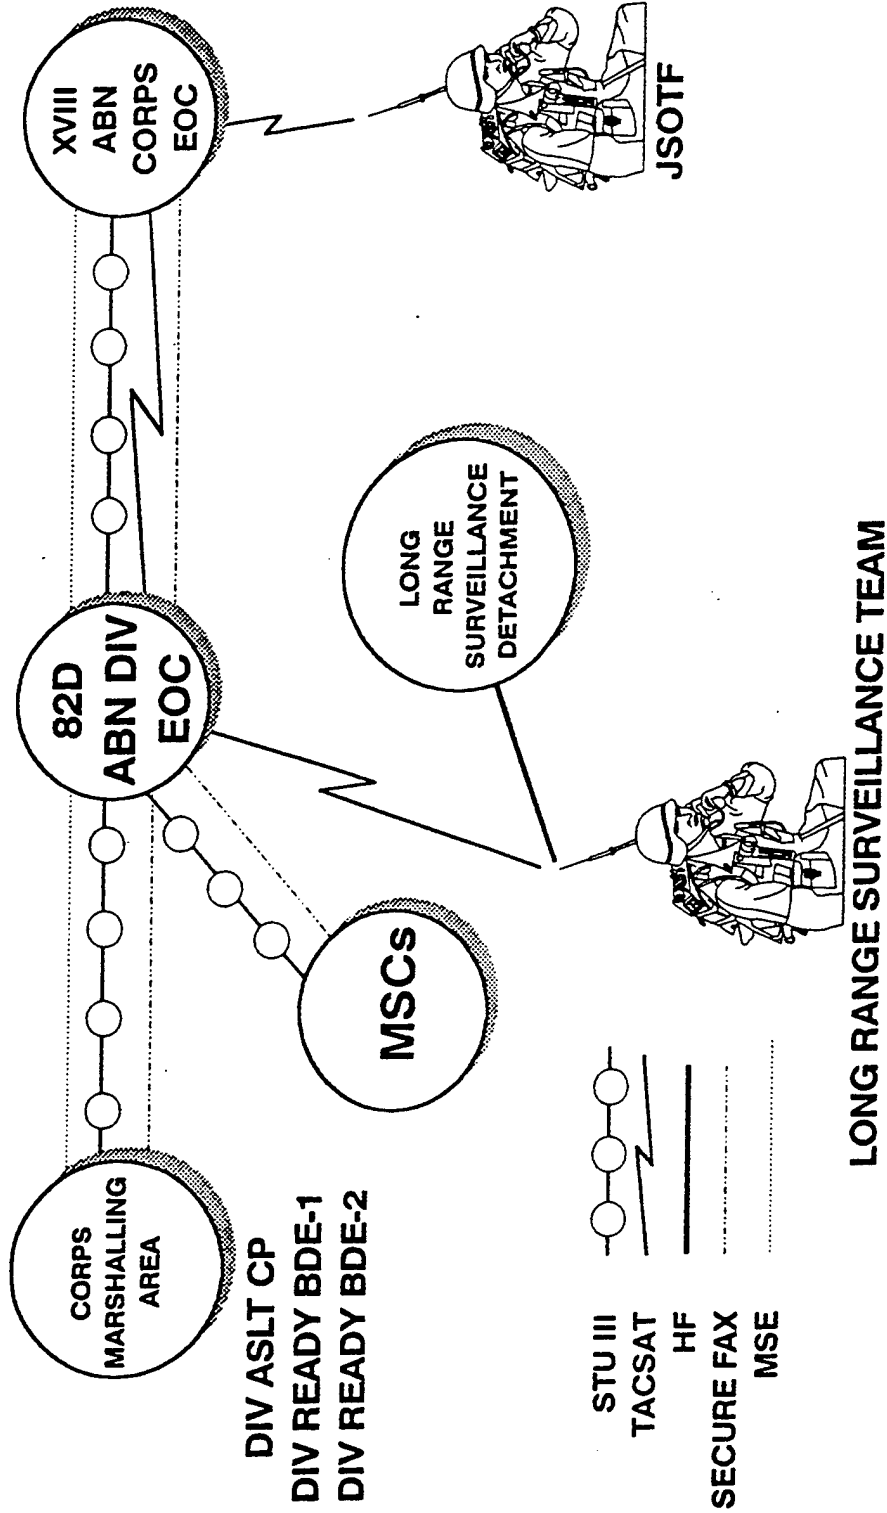 CORPS
MARSHALLING
AREA
82D
ABN DIV
EOC
XVIII
ABN
CORPS
EOC
DIV ASLT CP
DIV READY BDE-1
DIV READY BDE-2
MSCs
LONG
RANGE
SURVEILLANCE
DETACHMENT
JSOTF
STU III
TACSAT
HF
SECURE FAX
MSE
LONG RANGE SURVEILLANCE TEAM